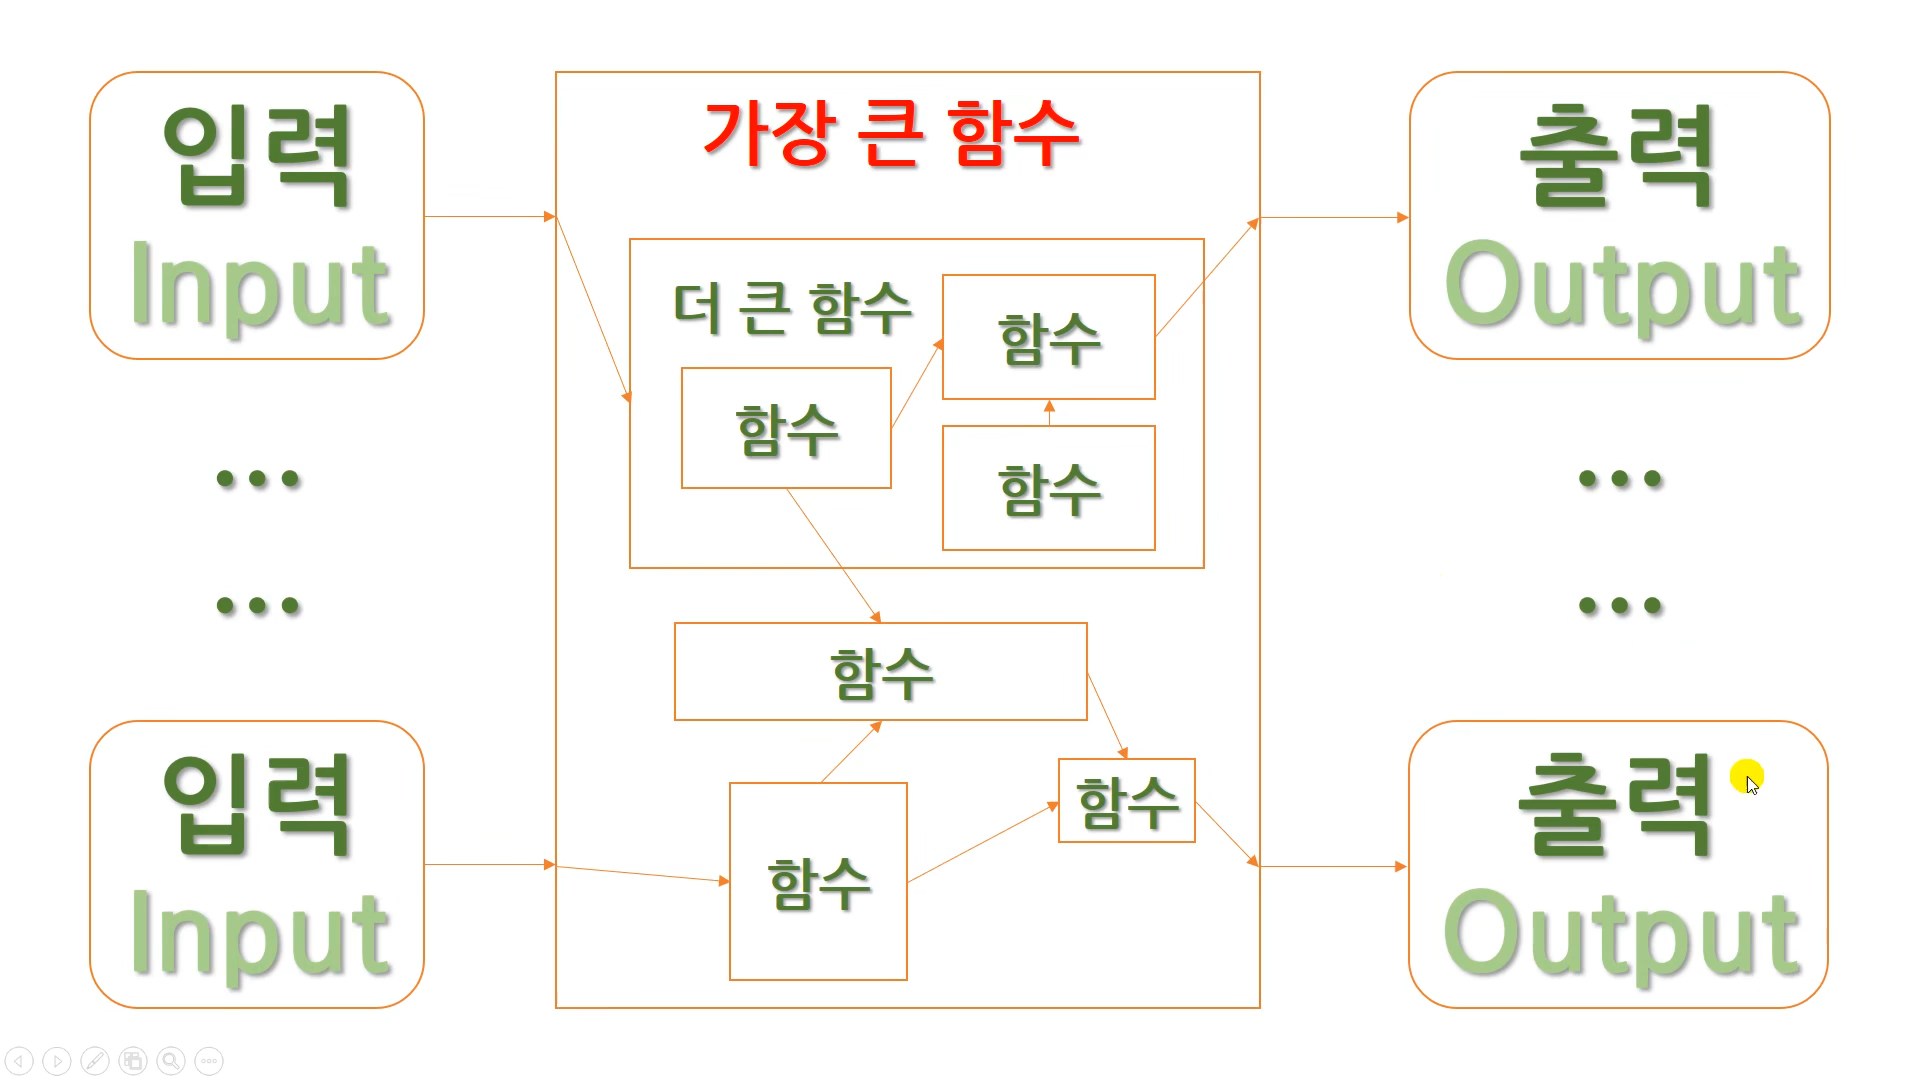 입력
Input
...
...
입력
Input
가장 큰 함수
더 큰 함수
함수
함수
함수
함수
함수
함수
출력
Output
...
...
출력
Output